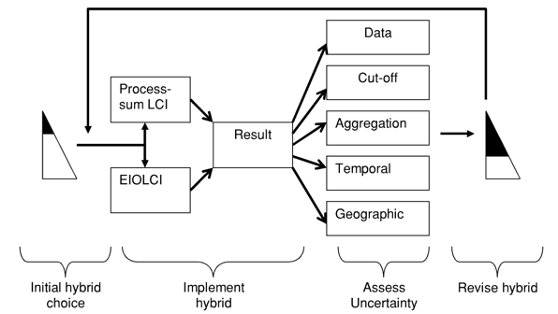 Data
Process-
sum LCI
Cut-off
Result
Aggregation
EIOLCI
Temporal
Geographic
Initial hybrid
choice
Implement
hybrid
Assess
Uncertainty
Revise hybrid